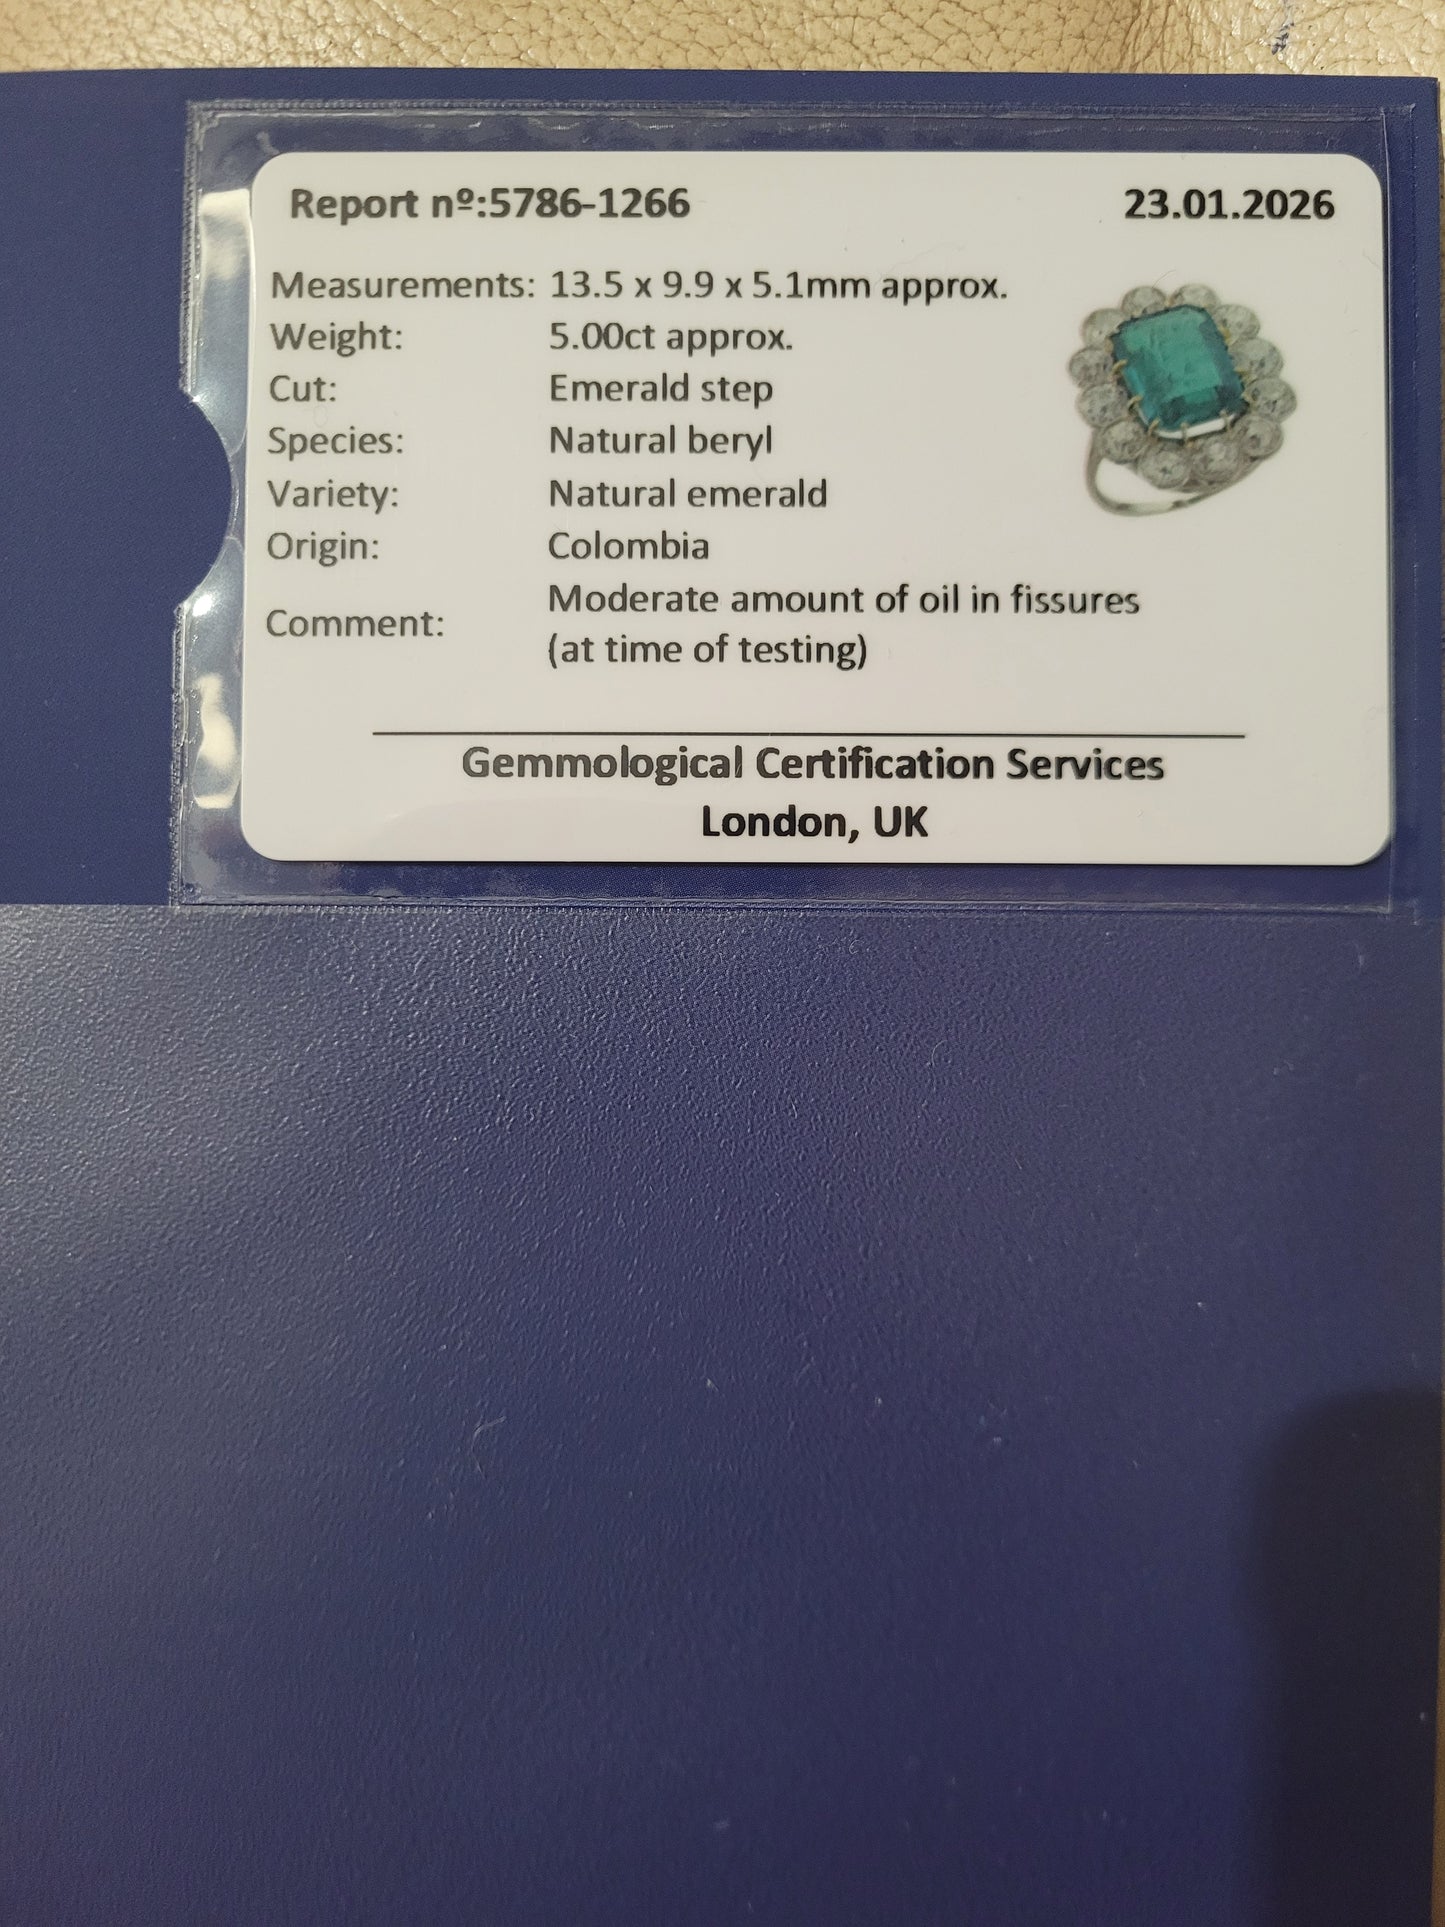 Report nº:5786-1266 23.01.2026
Measurements: 13.5 x 9.9 x 5.1mm approx.
Weight: 5.00ct approx.
Cut: Emerald step
Species: Natural beryl
Variety: Natural emerald
Origin: Colombia
Comment: Moderate amount of oil in fissures
(at time of testing)
Gemmological Certification Services
London, UK